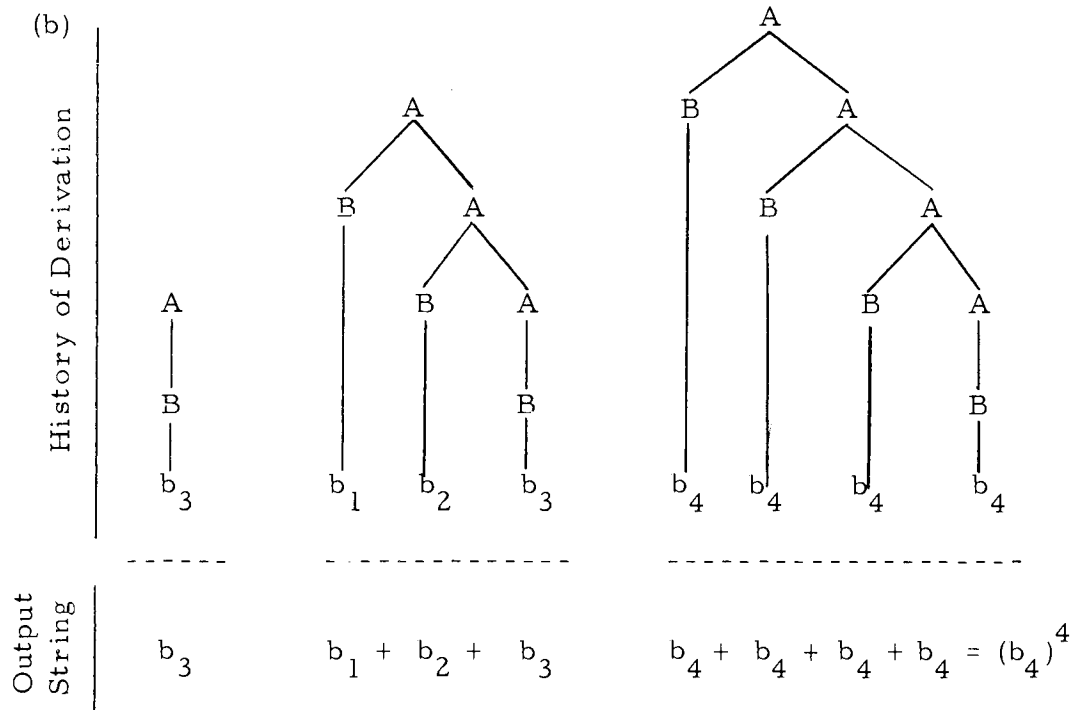 (b)
History of Derivation
A
B
b₃
A
B A
B A
B
b₁ b₂ b₃
A
B A
B A
B A
B
b₄ b₄ b₄ b₄
Output
String
b₃
b₁ + b₂ + b₃
b₄ + b₄ + b₄ + b₄ = (b₄)⁴